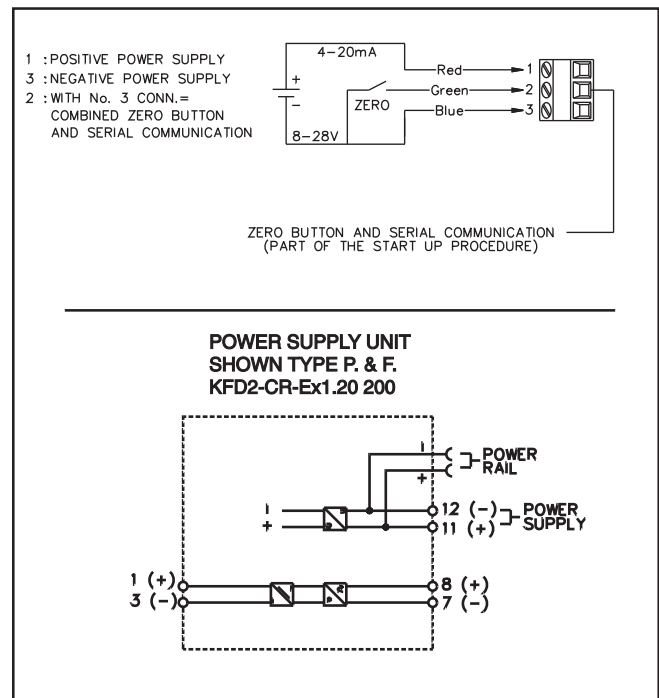 1 :POSITIVE POWER SUPPLY
3 :NEGATIVE POWER SUPPLY
2 :WITH No. 3 CONN.=
COMBINED ZERO BUTTON
AND SERIAL COMMUNICATION
4-20mA
+
-
8-28V
ZERO
Red 1
Green 2
Blue 3
ZERO BUTTON AND SERIAL COMMUNICATION
(PART OF THE START UP PROCEDURE)
POWER SUPPLY UNIT
SHOWN TYPE P. & F.
KFD2-CR-Ex1.20 200
- POWER
+ RAIL
- 12 (-) POWER
+ 11 (+) SUPPLY
1 (+) 8 (+)
3 (-) 7 (-)